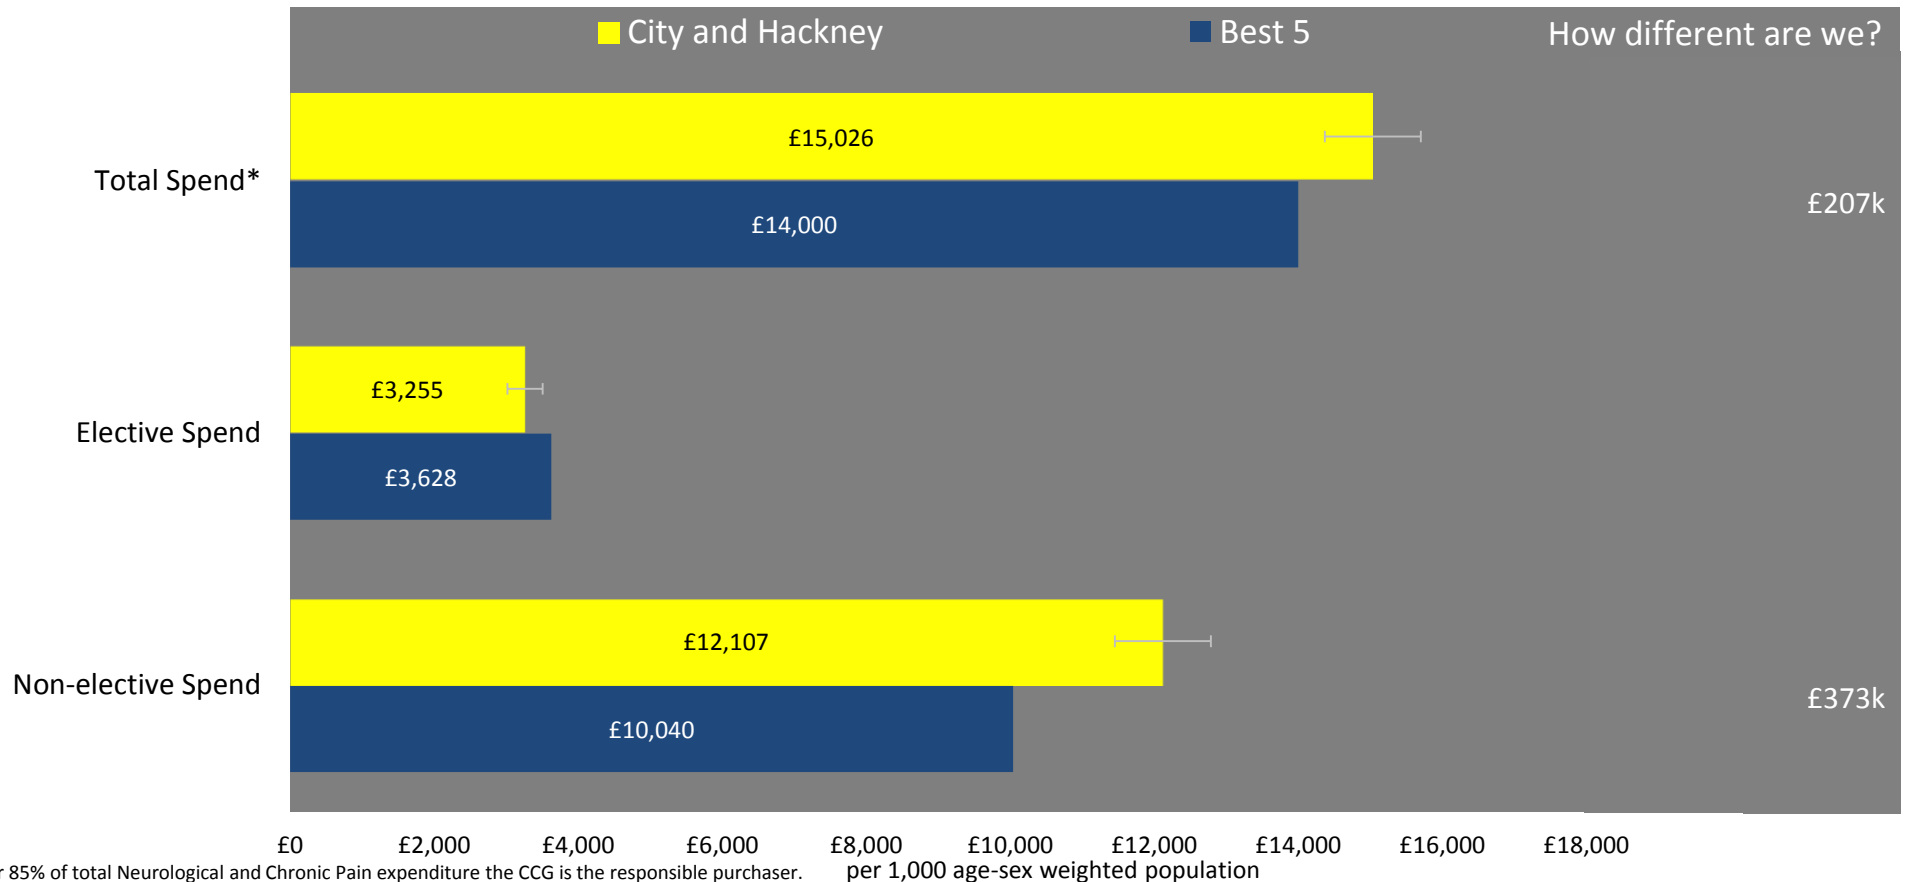 City and Hackney Best 5 How different are we?
Total Spend* £15,026 £14,000 £207k
Elective Spend £3,255 £3,628
Non-elective Spend £12,107 £10,040 £373k
£0 £2,000 £4,000 £6,000 £8,000 £10,000 £12,000 £14,000 £16,000 £18,000
85% of total Neurological and Chronic Pain expenditure the CCG is the responsible purchaser. per 1,000 age-sex weighted population